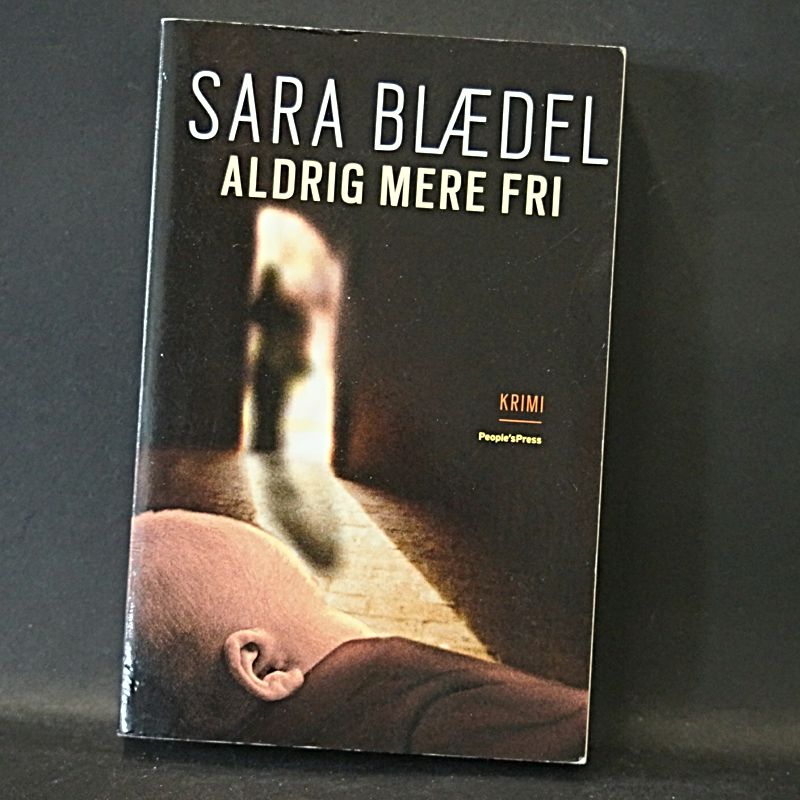 SARA BLÆDEL
ALDRIG MERE FRI
KRIMI
People'sPress